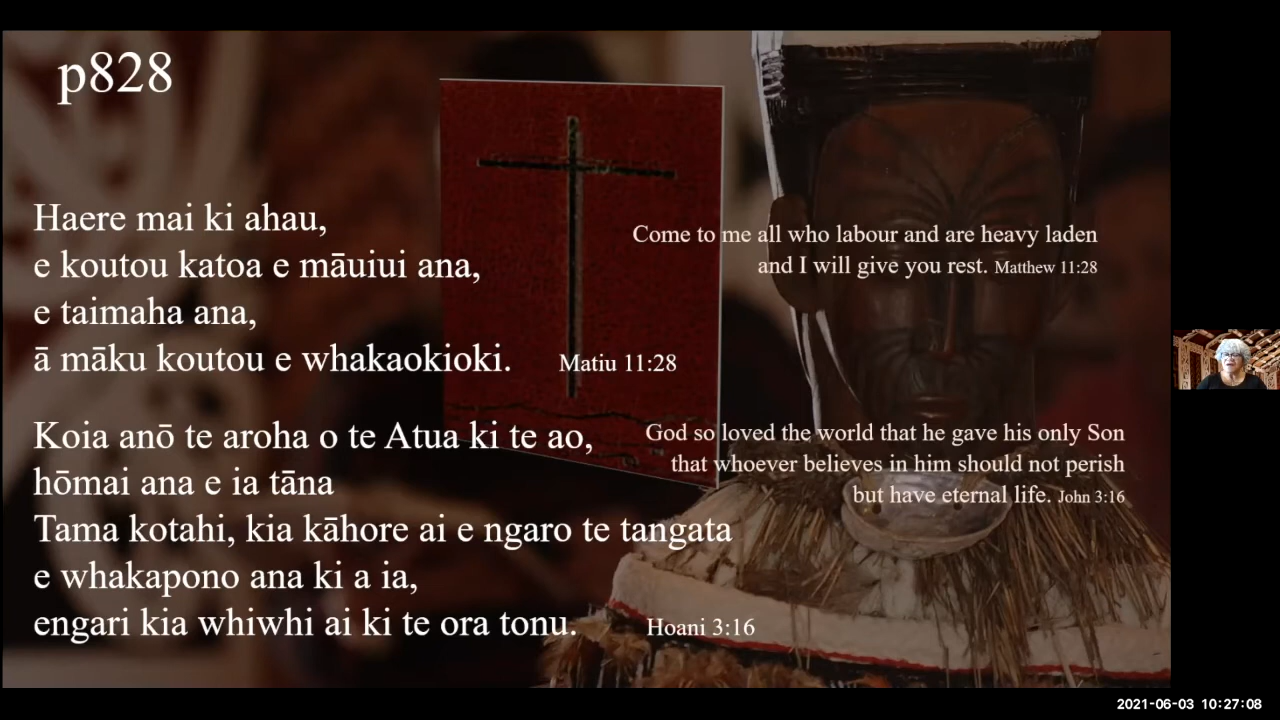 p828
Haere mai ki ahau,
e koutou katoa e māuiui ana,
e taimaha ana,
ā māku koutou e whakaokioki. Matiu 11:28
Come to me all who labour and are heavy laden
and I will give you rest. Matthew 11:28
Koia anō te aroha o te Atua ki te ao,
hōmai ana e ia tāna
Tama kotahi, kia kāhore ai e ngaro te tangata
e whakapono ana ki a ia,
engari kia whiwhi ai ki te ora tonu. Hoani 3:16
God so loved the world that he gave his only Son
that whoever believes in him should not perish
but have eternal life. John 3:16
2021-06-03 10:27:08